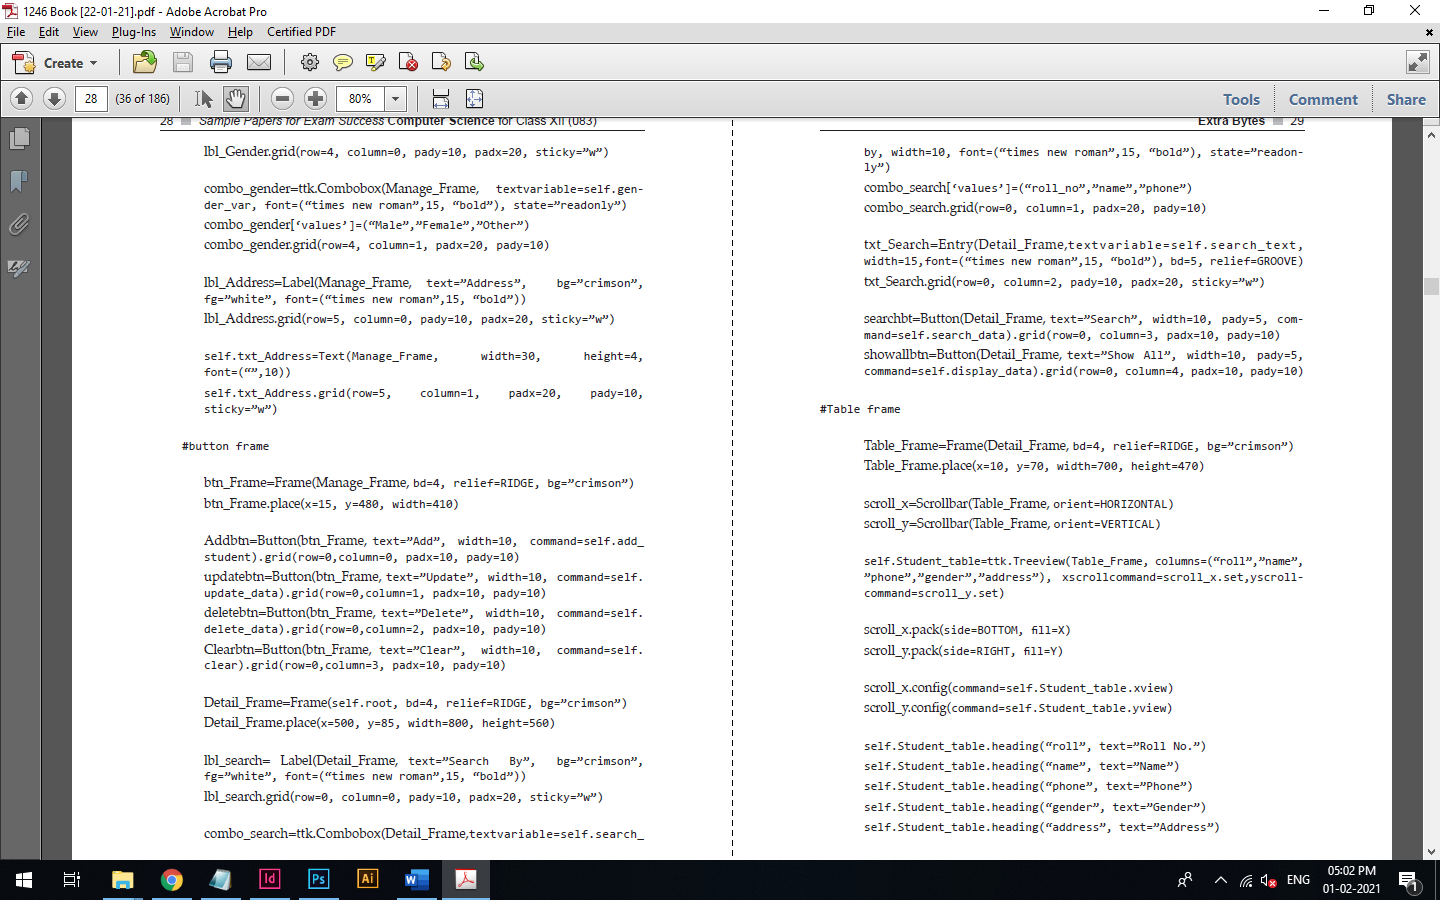 1246 Book [22-01-21].pdf - Adobe Acrobat Pro
File Edit View Plug-Ins Window Help Certified PDF
Create
28 (36 of 186) 80% Tools Comment Share
28 Sample Papers for Exam Success Computer Science for Class XII (083)
lbl_Gender.grid(row=4, column=0, pady=10, padx=20, sticky=”w”)
combo_gender=ttk.Combobox(Manage_Frame, textvariable=self.gen-
der_var, font=(“times new roman”,15, “bold”), state=”readonly”)
combo_gender[‘values’]=(“Male”,”Female”,”Other”)
combo_gender.grid(row=4, column=1, padx=20, pady=10)
lbl_Address=Label(Manage_Frame, text=”Address”, bg=”crimson”,
fg=”white”, font=(“times new roman”,15, “bold”))
lbl_Address.grid(row=5, column=0, pady=10, padx=20, sticky=”w”)
self.txt_Address=Text(Manage_Frame, width=30, height=4,
font=(“”,10))
self.txt_Address.grid(row=5, column=1, padx=20, pady=10,
sticky=”w”)
#button frame
btn_Frame=Frame(Manage_Frame, bd=4, relief=RIDGE, bg=”crimson”)
btn_Frame.place(x=15, y=480, width=410)
Addbtn=Button(btn_Frame, text=”Add”, width=10, command=self.add_
student).grid(row=0,column=0, padx=10, pady=10)
updatebtn=Button(btn_Frame, text=”Update”, width=10, command=self.
update_data).grid(row=0,column=1, padx=10, pady=10)
deletebtn=Button(btn_Frame, text=”Delete”, width=10, command=self.
delete_data).grid(row=0,column=2, padx=10, pady=10)
Clearbtn=Button(btn_Frame, text=”Clear”, width=10, command=self.
clear).grid(row=0,column=3, padx=10, pady=10)
Detail_Frame=Frame(self.root, bd=4, relief=RIDGE, bg=”crimson”)
Detail_Frame.place(x=500, y=85, width=800, height=560)
lbl_search= Label(Detail_Frame, text=”Search By”, bg=”crimson”,
fg=”white”, font=(“times new roman”,15, “bold”))
lbl_search.grid(row=0, column=0, pady=10, padx=20, sticky=”w”)
combo_search=ttk.Combobox(Detail_Frame,textvariable=self.search_
Extra Bytes 29
by, width=10, font=(“times new roman”,15, “bold”), state=”readon-
ly”)
combo_search[‘values’]=(“roll_no”,”name”,”phone”)
combo_search.grid(row=0, column=1, padx=20, pady=10)
txt_Search=Entry(Detail_Frame,textvariable=self.search_text,
width=15,font=(“times new roman”,15, “bold”), bd=5, relief=GROOVE)
txt_Search.grid(row=0, column=2, pady=10, padx=20, sticky=”w”)
searchbt=Button(Detail_Frame, text=”Search”, width=10, pady=5, com-
mand=self.search_data).grid(row=0, column=3, padx=10, pady=10)
showallbtn=Button(Detail_Frame, text=”Show All”, width=10, pady=5,
command=self.display_data).grid(row=0, column=4, padx=10, pady=10)
#Table frame
Table_Frame=Frame(Detail_Frame, bd=4, relief=RIDGE, bg=”crimson”)
Table_Frame.place(x=10, y=70, width=700, height=470)
scroll_x=Scrollbar(Table_Frame, orient=HORIZONTAL)
scroll_y=Scrollbar(Table_Frame, orient=VERTICAL)
self.Student_table=ttk.Treeview(Table_Frame, columns=(“roll”,”name”,
”phone”,”gender”,”address”), xscrollcommand=scroll_x.set,yscroll-
command=scroll_y.set)
scroll_x.pack(side=BOTTOM, fill=X)
scroll_y.pack(side=RIGHT, fill=Y)
scroll_x.config(command=self.Student_table.xview)
scroll_y.config(command=self.Student_table.yview)
self.Student_table.heading(“roll”, text=”Roll No.”)
self.Student_table.heading(“name”, text=”Name”)
self.Student_table.heading(“phone”, text=”Phone”)
self.Student_table.heading(“gender”, text=”Gender”)
self.Student_table.heading(“address”, text=”Address”)
Id Ps Ai W ENG 05:02 PM
01-02-2021
1